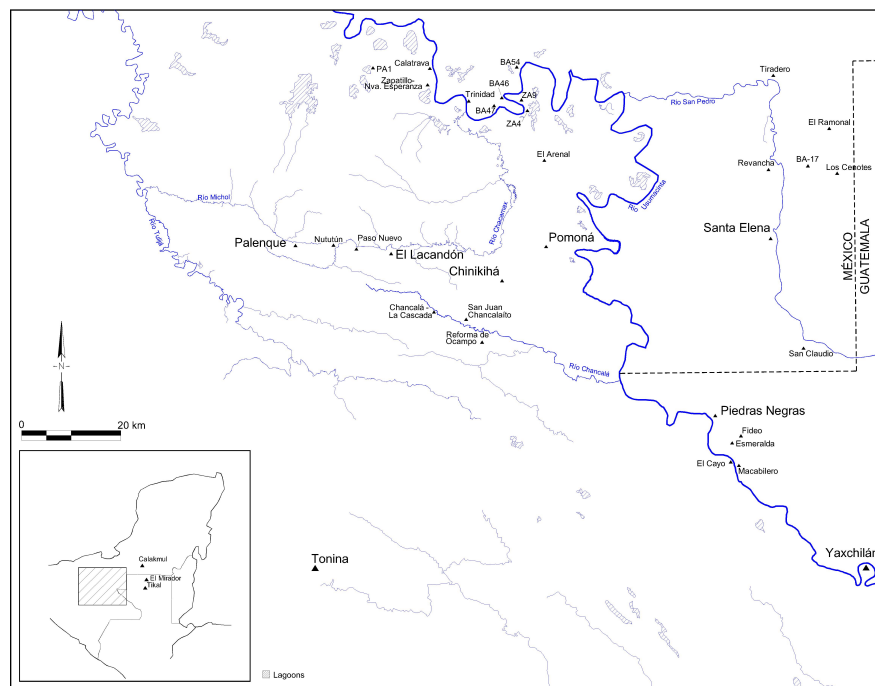 BA54
Calatrava
PA1
Tiradero
Zapatillo-
Nva. Esperanza
BA46
Trinidad
ZA9
BA47
Río San Pedro
ZA4
El Ramonal
El Arenal
Revancha
BA-17
Los Cenotes
Río Michol
Río Usumacinta
Río Chacamax
Río Tulijá
Santa Elena
Palenque
Nututún
Paso Nuevo
Pomoná
El Lacandón
MÉXICO
GUATEMALA
Chinikihá
Chancalá
La Cascada
San Juan
Chancalaíto
Reforma de
Ocampo
San Claudio
Río Chancalá
N
Piedras Negras
0
20 km
Fideo
Esmeralda
El Cayo
Macabilero
Tonina
Yaxchilán
Calakmul
El Mirador
Tikal
Lagoons